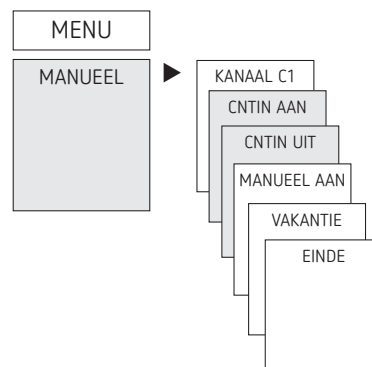 MENU
MANUEEL
KANAAL C1
CNTIN AAN
CNTIN UIT
MANUEEL AAN
VAKANTIE
EINDE